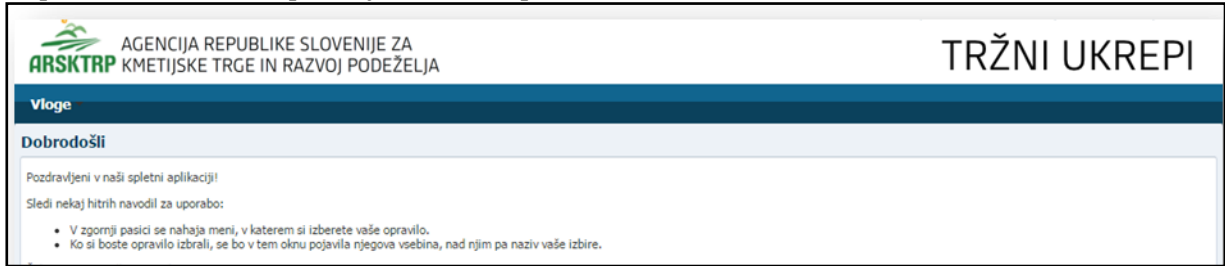 AGENCIJA REPUBLIKE SLOVENIJE ZA
ARSKTRP KMETIJSKE TRGE IN RAZVOJ PODEŽELJA
TRŽNI UKREPI
Vloge
Dobrodošli
Pozdravljeni v naši spletni aplikaciji!
Sledi nekaj hitrih navodil za uporabo:
• V zgornji pasici se nahaja meni, v katerem si izberete vaše opravilo.
• Ko si boste opravilo izbrali, se bo v tem oknu pojavila njegova vsebina, nad njim pa naziv vaše izbire.